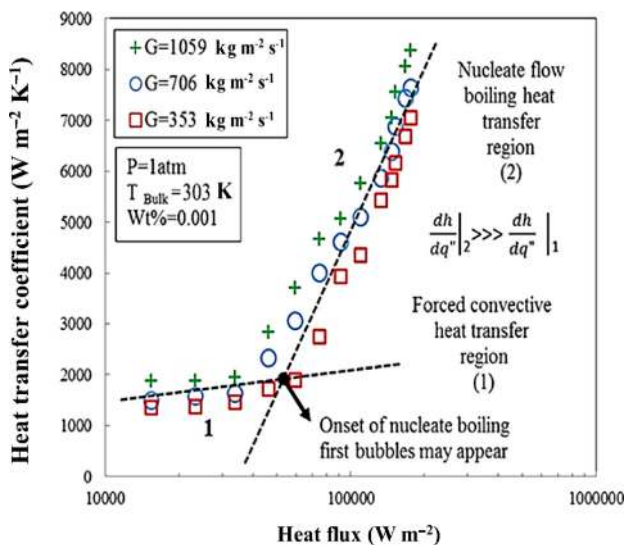 Heat transfer coefficient (W m⁻² K⁻¹)
9000
8000
7000
6000
5000
4000
3000
2000
1000
0
G=1059 kg m⁻² s⁻¹
G=706 kg m⁻² s⁻¹
G=353 kg m⁻² s⁻¹
P=1atm
T Bulk =303 K
Wt%=0.001
2
Nucleate flow
boiling heat
transfer
region
(2)
dh/dq"|2>>>dh/dq"|1
Forced convective
heat transfer
region
(1)
1
Onset of nucleate boiling
first bubbles may appear
10000
100000
1000000
Heat flux (W m⁻²)